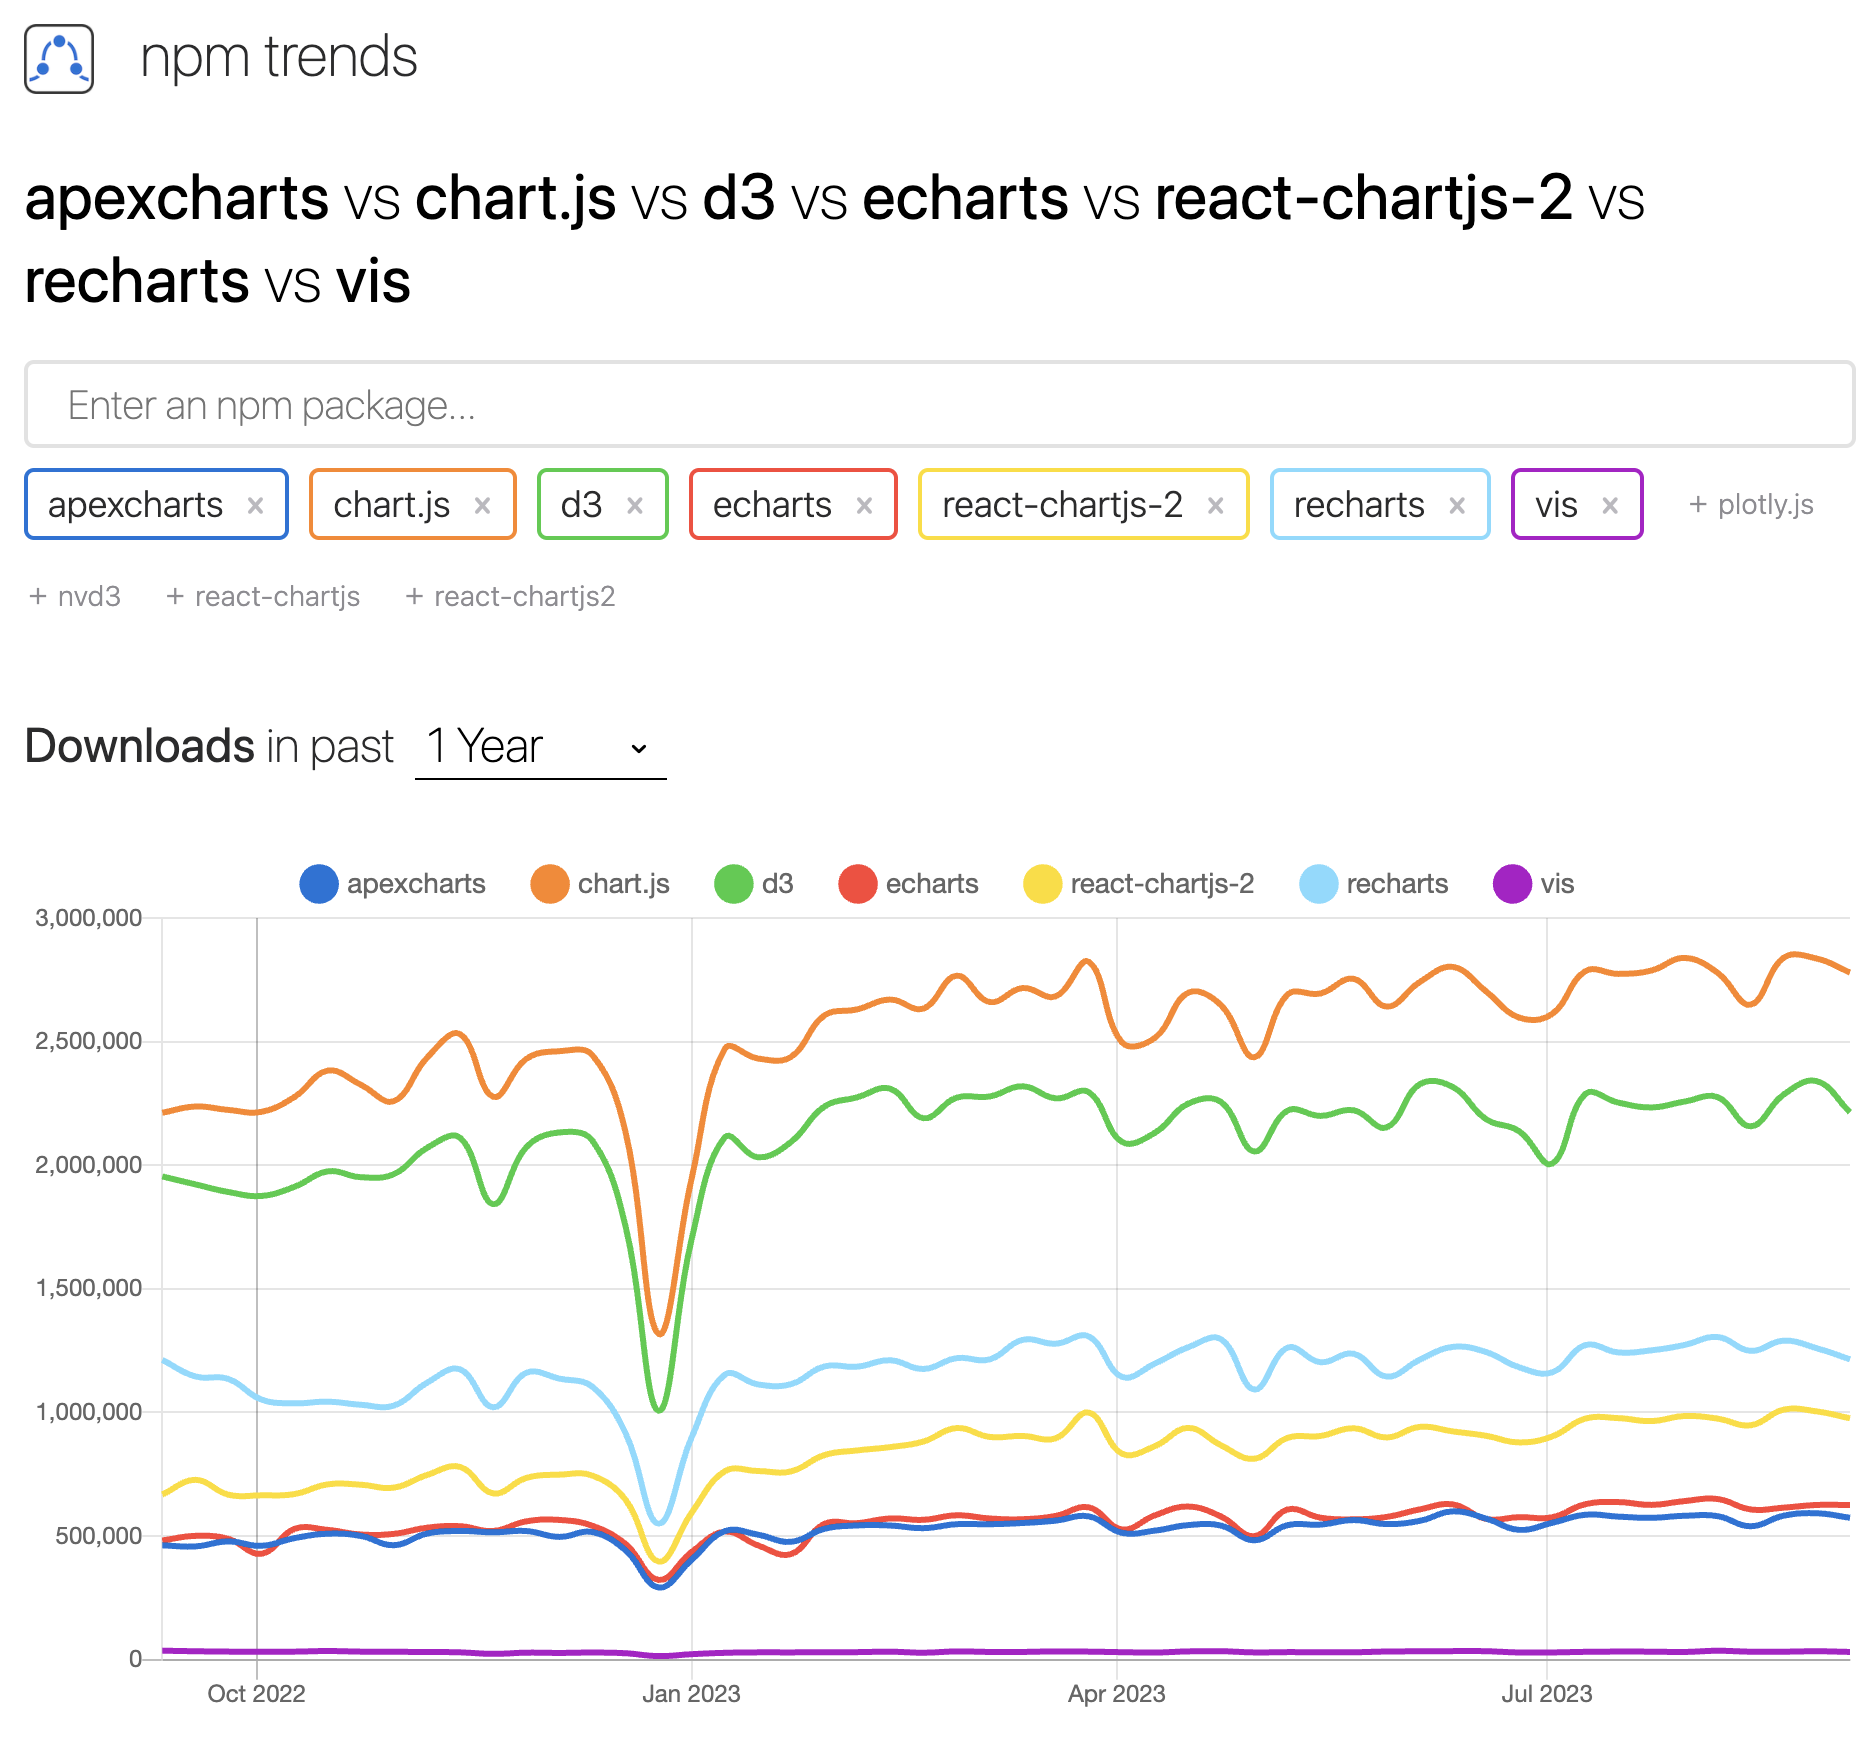 npm trends
apexcharts vs chart.js vs d3 vs echarts vs react-chartjs-2 vs
recharts vs vis
Enter an npm package...
apexcharts × chart.js × d3 × echarts × react-chartjs-2 × recharts × vis × + plotly.js
+ nvd3 + react-chartjs + react-chartjs2
Downloads in past 1 Year
apexcharts chart.js d3 echarts react-chartjs-2 recharts vis
3,000,000
2,500,000
2,000,000
1,500,000
1,000,000
500,000
0
Oct 2022 Jan 2023 Apr 2023 Jul 2023